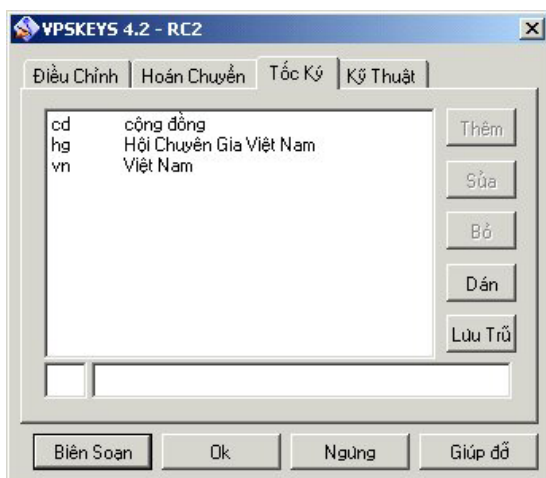 VPSKEYS 4.2 - RC2
Điều Chỉnh
Hoán Chuyển
Tốc Ký
Kỹ Thuật
cd cộng đồng
hg Hội Chuyên Gia Việt Nam
vn Việt Nam
Thêm
Sửa
Bỏ
Dán
Lưu Trữ
Biên Soạn
Ok
Ngừng
Giúp đỡ